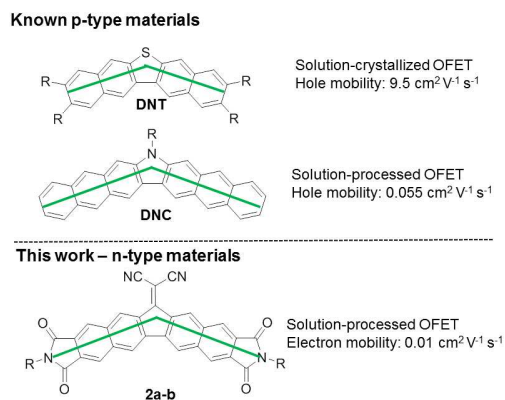 Known p-type materials
S
R
R
R
R
DNT
Solution-crystallized OFET
Hole mobility: 9.5 cm² V⁻¹ s⁻¹
R
N
DNC
Solution-processed OFET
Hole mobility: 0.055 cm² V⁻¹ s⁻¹
This work – n-type materials
NC CN
O O
R-N N-R
O O
2a-b
Solution-processed OFET
Electron mobility: 0.01 cm² V⁻¹ s⁻¹